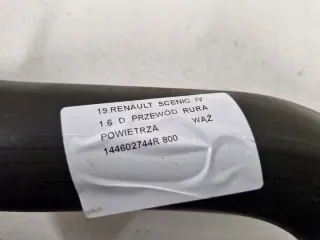 19.RENAULT SCENIC IV
1.6 D PRZEWÓD RURA
POWIETRZA WĄŻ
144602744R 800